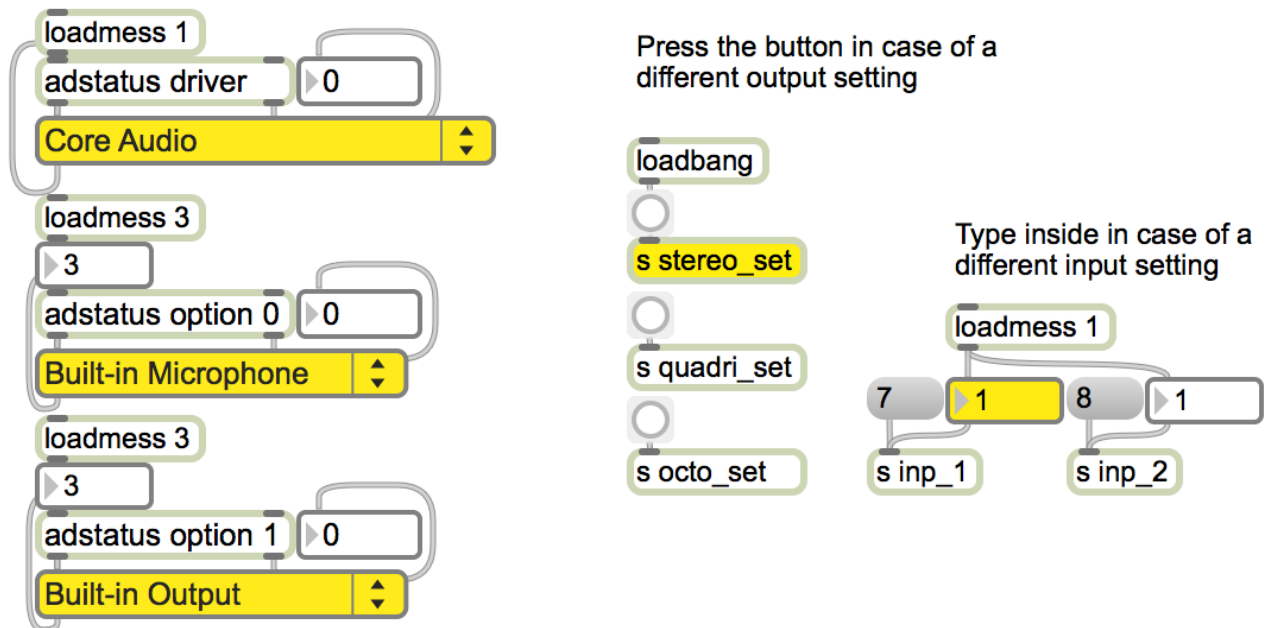 loadmess 1
adstatus driver
0
Core Audio
loadmess 3
3
adstatus option 0
0
Built-in Microphone
loadmess 3
3
adstatus option 1
0
Built-in Output
Press the button in case of a
different output setting
loadbang
s stereo_set
s quadri_set
s octo_set
Type inside in case of a
different input setting
loadmess 1
7
1
8
1
s inp_1
s inp_2